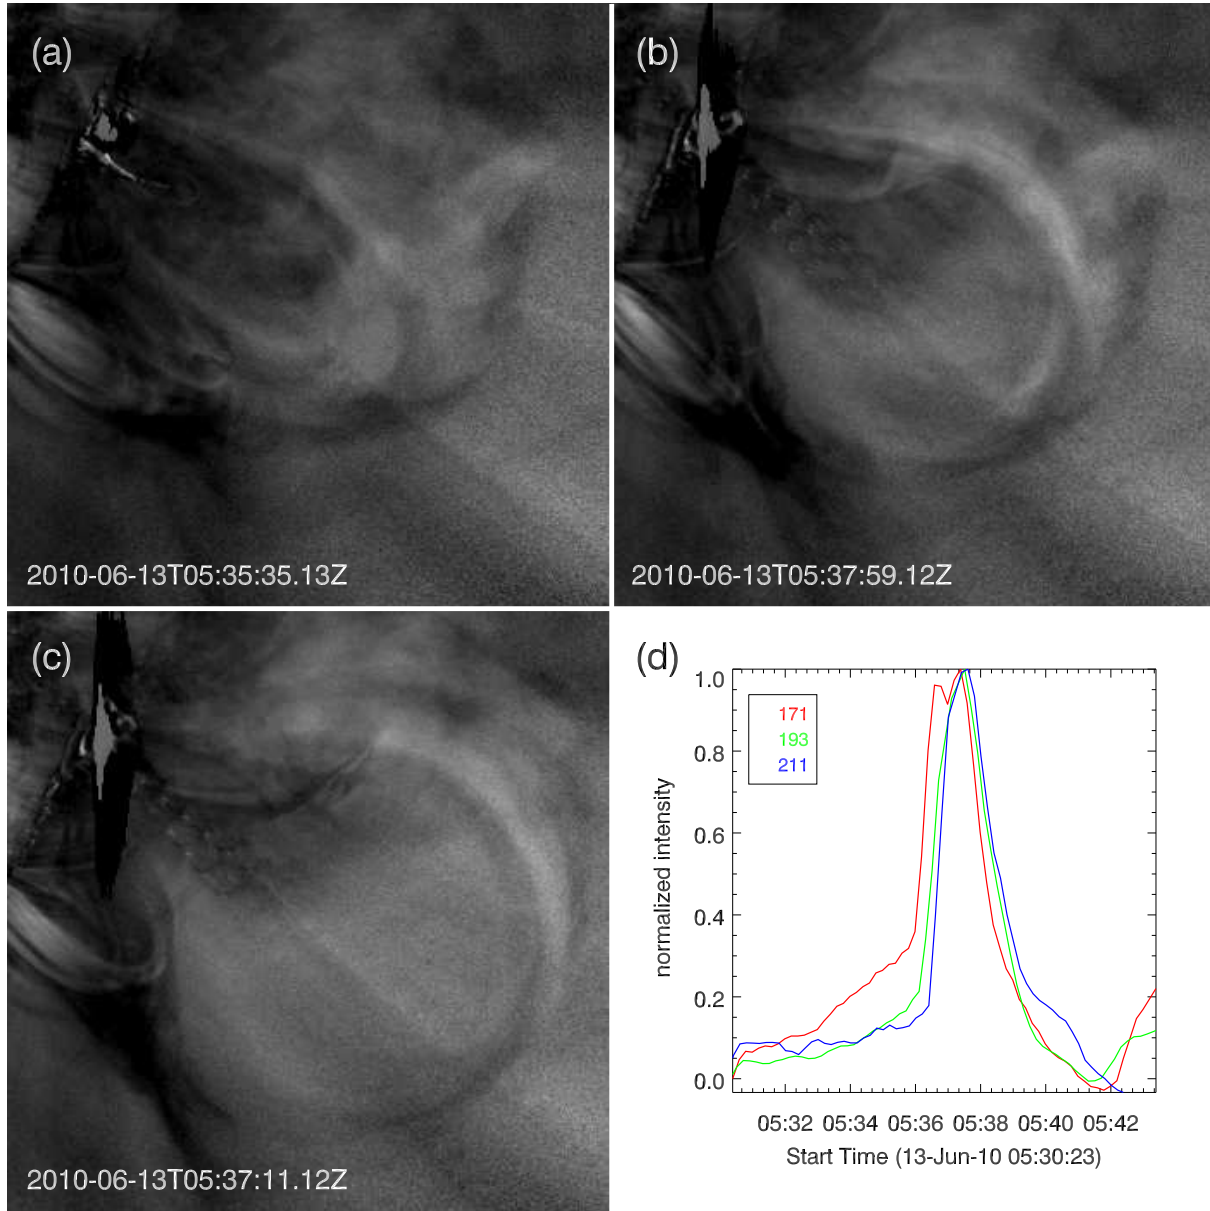 (a)
2010-06-13T05:35:35.13Z
(b)
2010-06-13T05:37:59.12Z
(c)
2010-06-13T05:37:11.12Z
(d)
171
193
211
1.0
0.8
0.6
0.4
0.2
0.0
normalized intensity
05:32 05:34 05:36 05:38 05:40 05:42
Start Time (13-Jun-10 05:30:23)